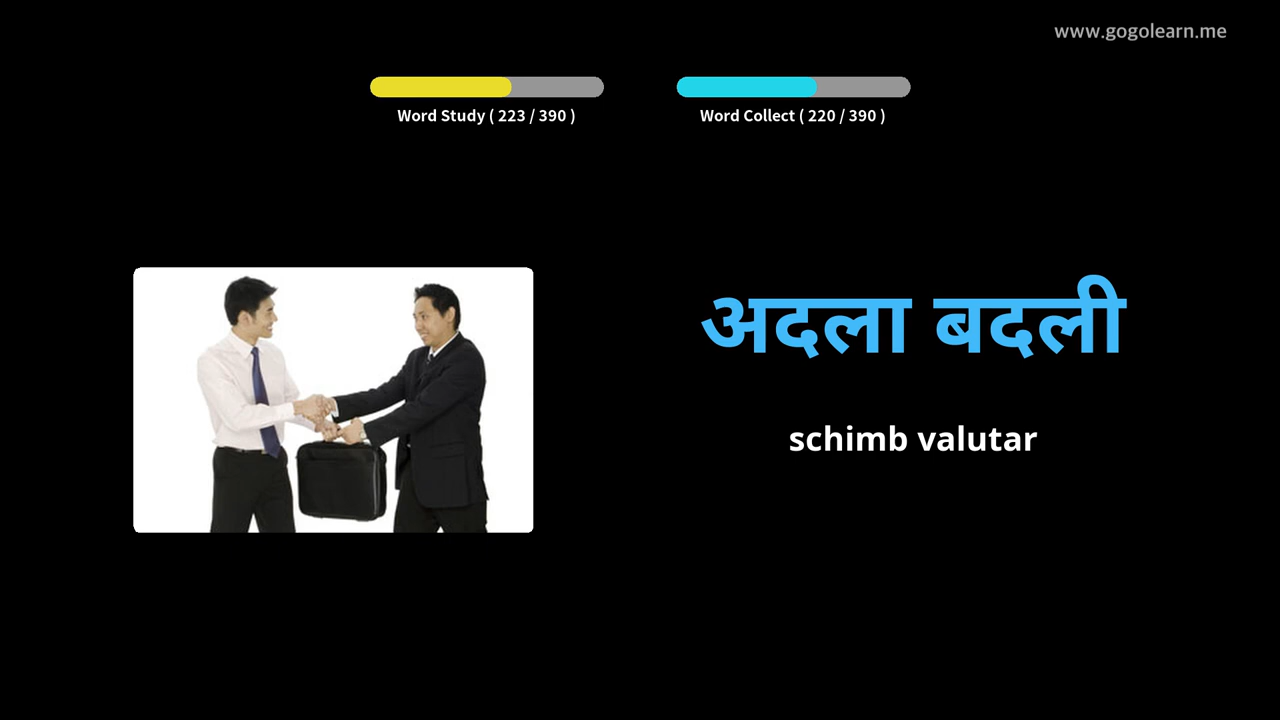 www.gogolearn.me
Word Study ( 223 / 390 )
Word Collect ( 220 / 390 )
अदला बदली
schimb valutar